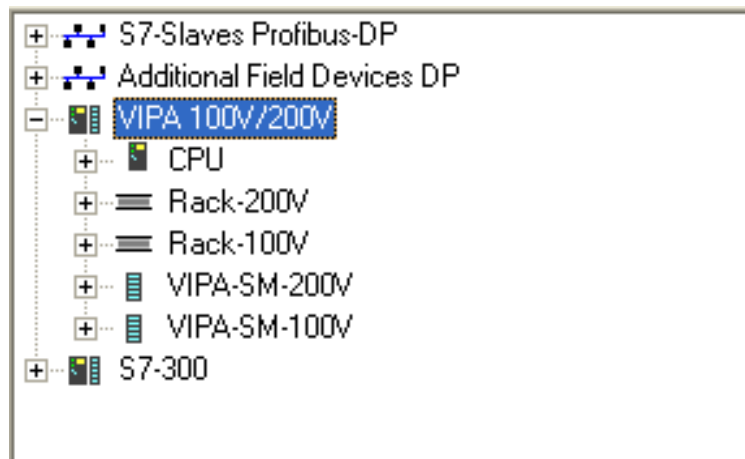 S7-Slaves Profibus-DP
Additional Field Devices DP
VIPA 100V/200V
CPU
Rack-200V
Rack-100V
VIPA-SM-200V
VIPA-SM-100V
S7-300